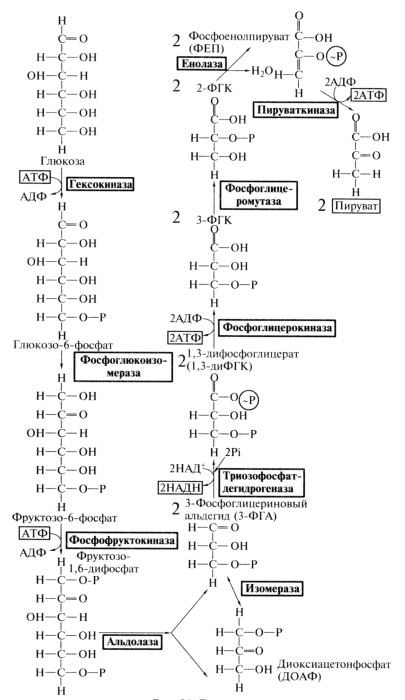 H
C=O
H—C—OH
OH—C—H
H—C—OH
H—C—OH
H—C—OH
H
Глюкоза
АТФ
АДФ
Гексокиназа
H
C=O
H—C—OH
OH—C—H
H—C—OH
H—C—OH
H—C—O—P
H
Глюкозо-6-фосфат
Фосфоглюкоизо-
мераза
H
H—C—OH
C=O
OH—C—H
H—C—OH
H—C—OH
H—C—O—P
H
Фруктозо-6-фосфат
АТФ
АДФ
Фосфофруктокиназа
Фруктозо-
1,6-дифосфат
H
H—C—O-P
C=O
OH—C—H
H—C—OH
H—C—OH
H—C—O—P
H
Альдолаза
H
H—C—O—P
C=O
H—C—OH
H
Диоксиацетонфосфат
(ДОАФ)
Изомераза
2 3-Фосфоглицериновый
альдегид (3-ФГА)
H—C=O
H—C—OH
H—C—O—P
H
2НАД⁺
2Pi
2НАДН
Триозофосфат-
дегидрогеназа
2 1,3-дифосфоглицерат
(1,3-диФГК)
O
C—O~P
H—C—OH
H—C—O—P
H
2АДФ
2АТФ
Фосфоглицерокиназа
2 3-ФГК
O
C—OH
H—C—OH
H—C—O—P
H
Фосфоглице-
ромутаза
2 2-ФГК
O
C—OH
H—C—O—P
H—C—OH
H
Енолаза
H₂O
2 Фосфоенолпируват
(ФЕП)
O
C—OH
C—O~P
H—C
H
2АДФ
2АТФ
Пируваткиназа
O
C—OH
C=O
H—C—H
H
2 Пируват